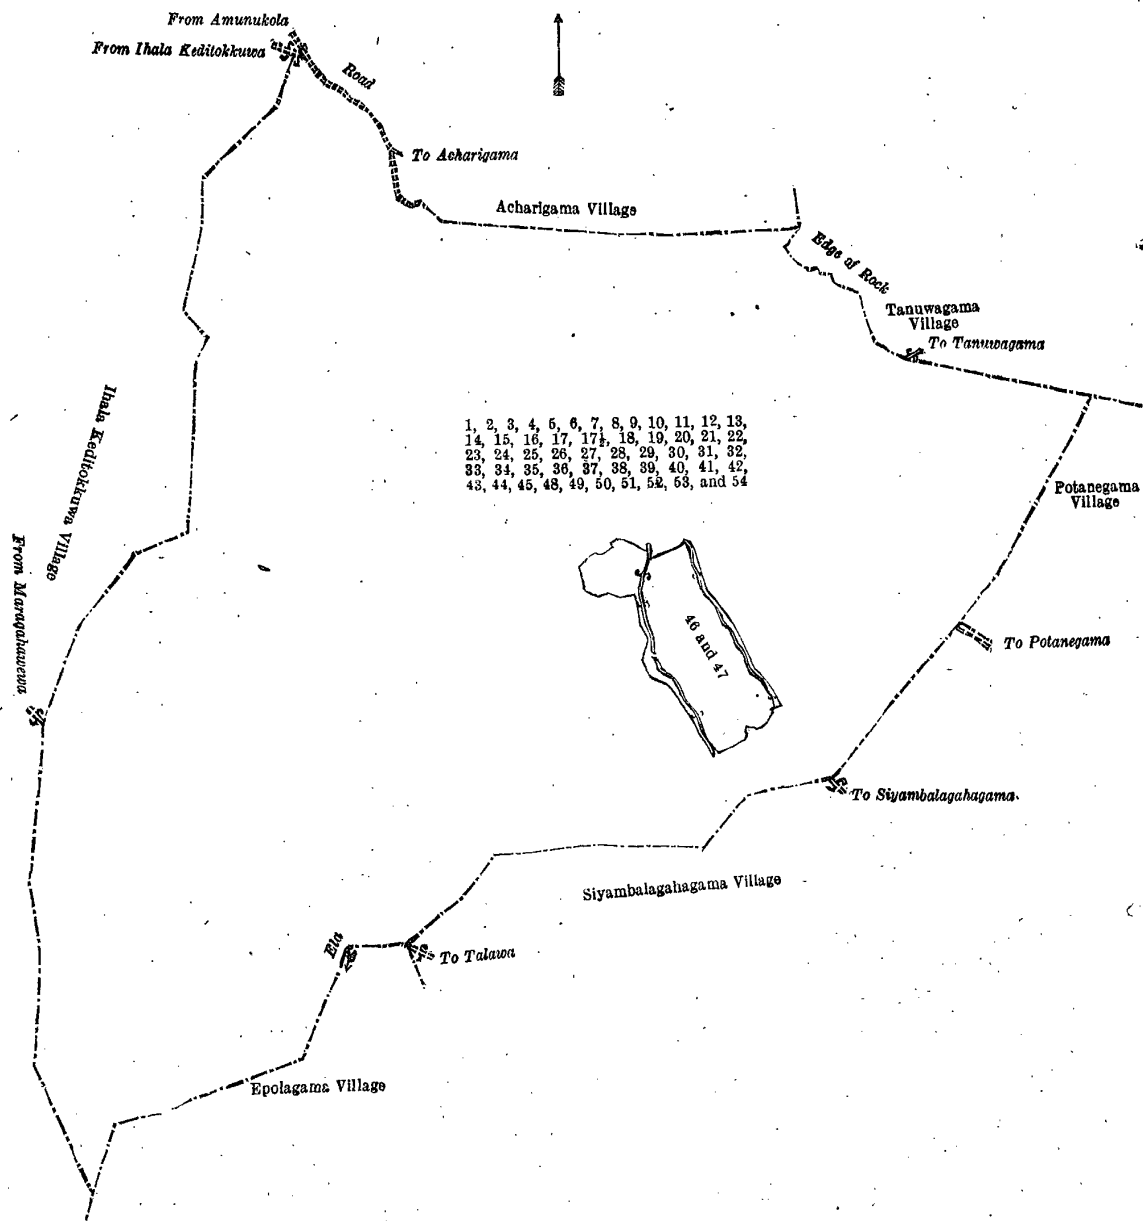 From Amunukola
From Ihala Keditokkuwa
Road
To Acharigama
Acharigama Village
Edge of Rock
Tanuwagama
Village
To Tanuwagama
Ihala Keditokkuwa Village
1, 2, 3, 4, 5, 6, 7, 8, 9, 10, 11, 12, 13,
14, 15, 16, 17, 17½, 18, 19, 20, 21, 22,
23, 24, 25, 26, 27, 28, 29, 30, 31, 32,
33, 34, 35, 36, 37, 38, 39, 40, 41, 42,
43, 44, 45, 48, 49, 50, 51, 52, 53, and 54
Potanegama
Village
From Maragahawewa
46 and 47
To Potanegama
To Siyambalagahagama.
Siyambalagahagama Village
Ela
To Talawa
Epolagama Village